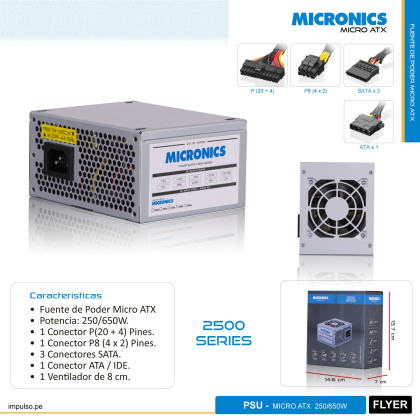 MICRONICS
MICRO ATX
FUENTE DE PODER MICRO ATX
P (20 + 4)
P8 (4 x 2)
SATA x 3
ATA x 1
MICRONICS
Características
• Fuente de Poder Micro ATX
• Potencia: 250/650W.
• 1 Conector P(20 + 4) Pines.
• 1 Conector P8 (4 x 2) Pines.
• 3 Conectores SATA.
• 1 Conector ATA / IDE.
• 1 Ventilador de 8 cm.
2500
SERIES
MICRONICS
15.7 cm
14.8 cm
7 cm
impulso.pe
PSU - MICRO ATX 250/650W
FLYER